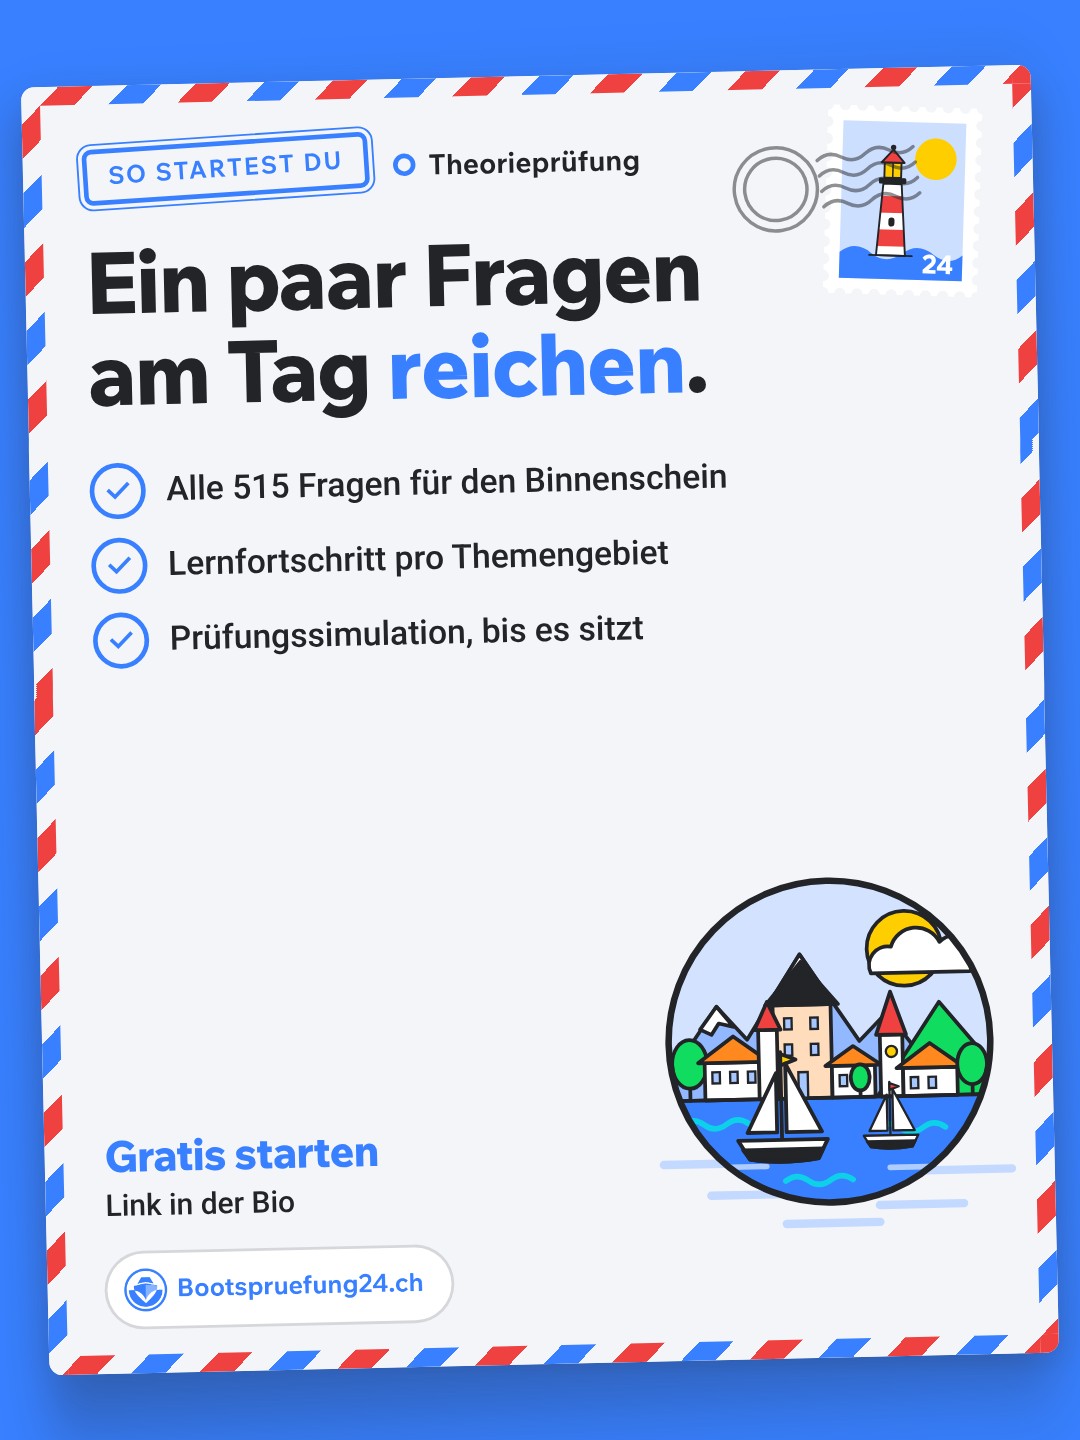 SO STARTEST DU
Theorieprüfung
24
Ein paar Fragen
am Tag reichen.
Alle 515 Fragen für den Binnenschein
Lernfortschritt pro Themengebiet
Prüfungssimulation, bis es sitzt
Gratis starten
Link in der Bio
Bootspruefung24.ch